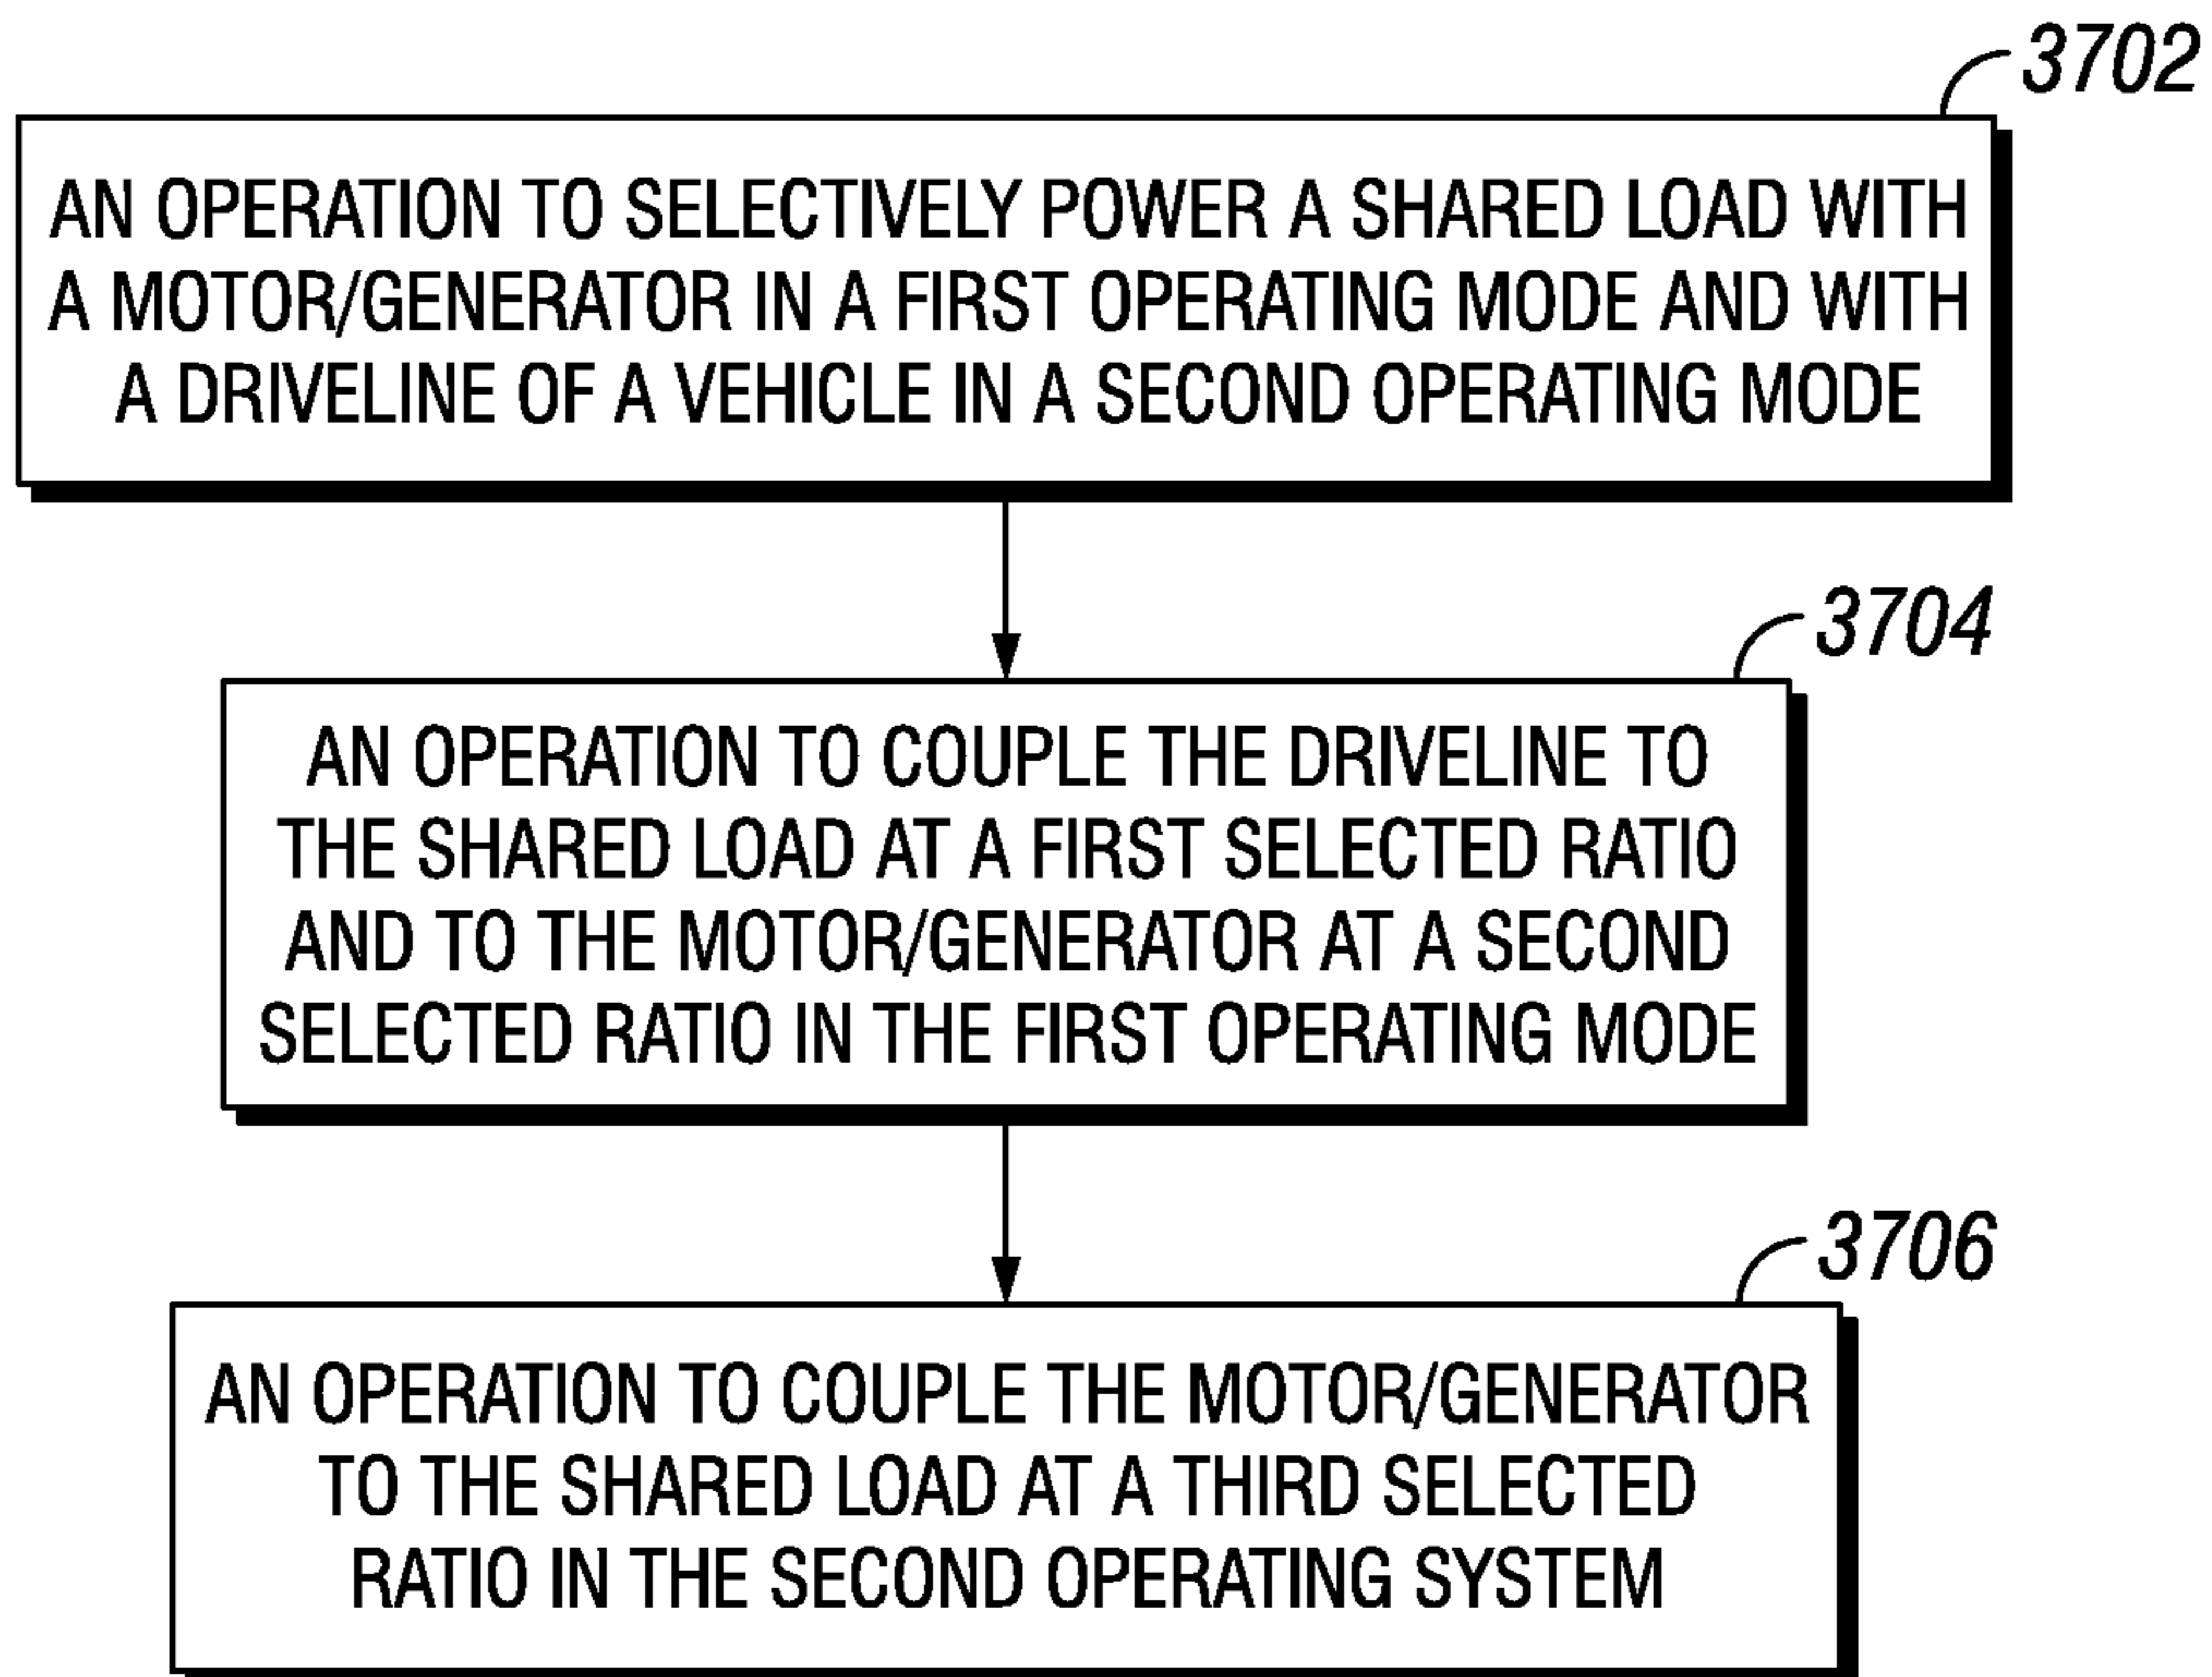 3702
AN OPERATION TO SELECTIVELY POWER A SHARED LOAD WITH
A MOTOR/GENERATOR IN A FIRST OPERATING MODE AND WITH
A DRIVELINE OF A VEHICLE IN A SECOND OPERATING MODE
3704
AN OPERATION TO COUPLE THE DRIVELINE TO
THE SHARED LOAD AT A FIRST SELECTED RATIO
AND TO THE MOTOR/GENERATOR AT A SECOND
SELECTED RATIO IN THE FIRST OPERATING MODE
3706
AN OPERATION TO COUPLE THE MOTOR/GENERATOR
TO THE SHARED LOAD AT A THIRD SELECTED
RATIO IN THE SECOND OPERATING SYSTEM